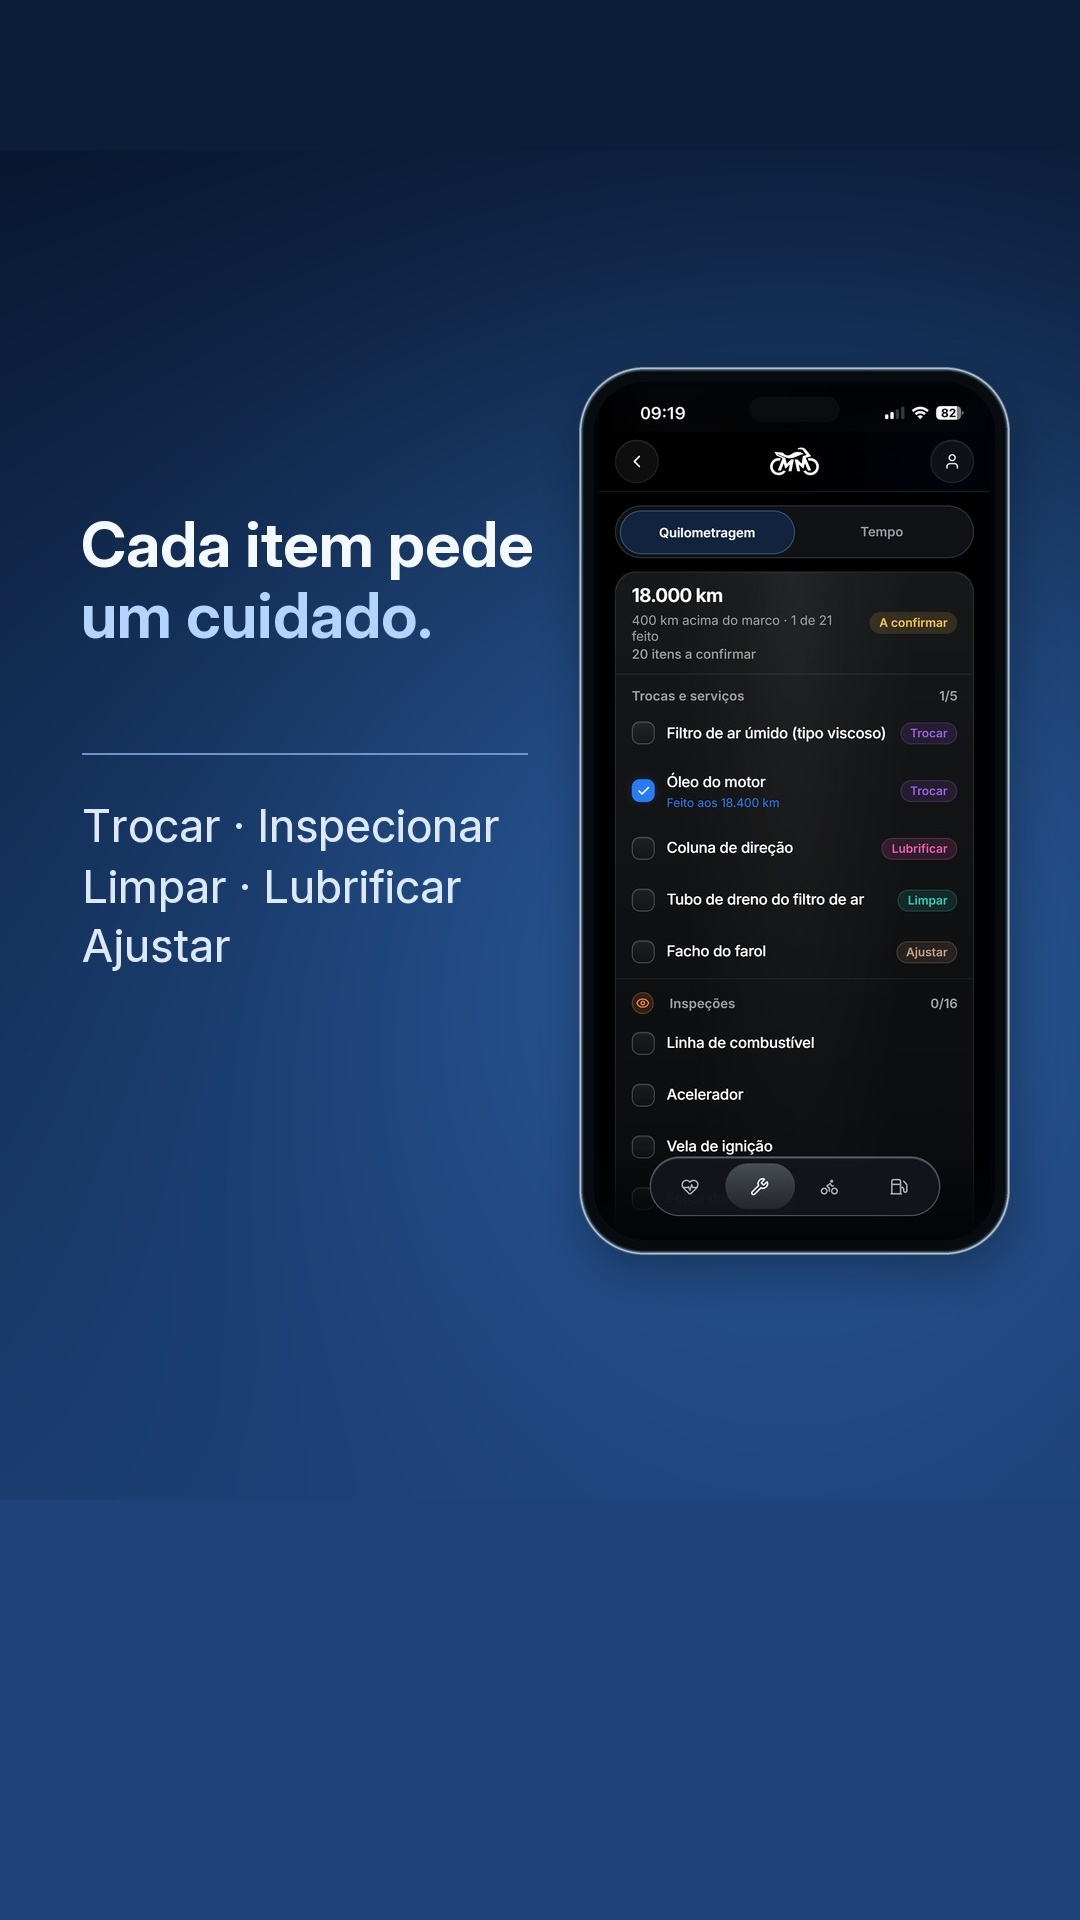 Cada item pede
um cuidado.
Trocar · Inspecionar
Limpar · Lubrificar
Ajustar
09:19
82
MM
Quilometragem
Tempo
18.000 km
400 km acima do marco · 1 de 21
feito
20 itens a confirmar
A confirmar
Trocas e serviços
1/5
Filtro de ar úmido (tipo viscoso)
Trocar
Óleo do motor
Feito aos 18.400 km
Trocar
Coluna de direção
Lubrificar
Tubo de dreno do filtro de ar
Limpar
Facho do farol
Ajustar
Inspeções
0/16
Linha de combustível
Acelerador
Vela de ignição